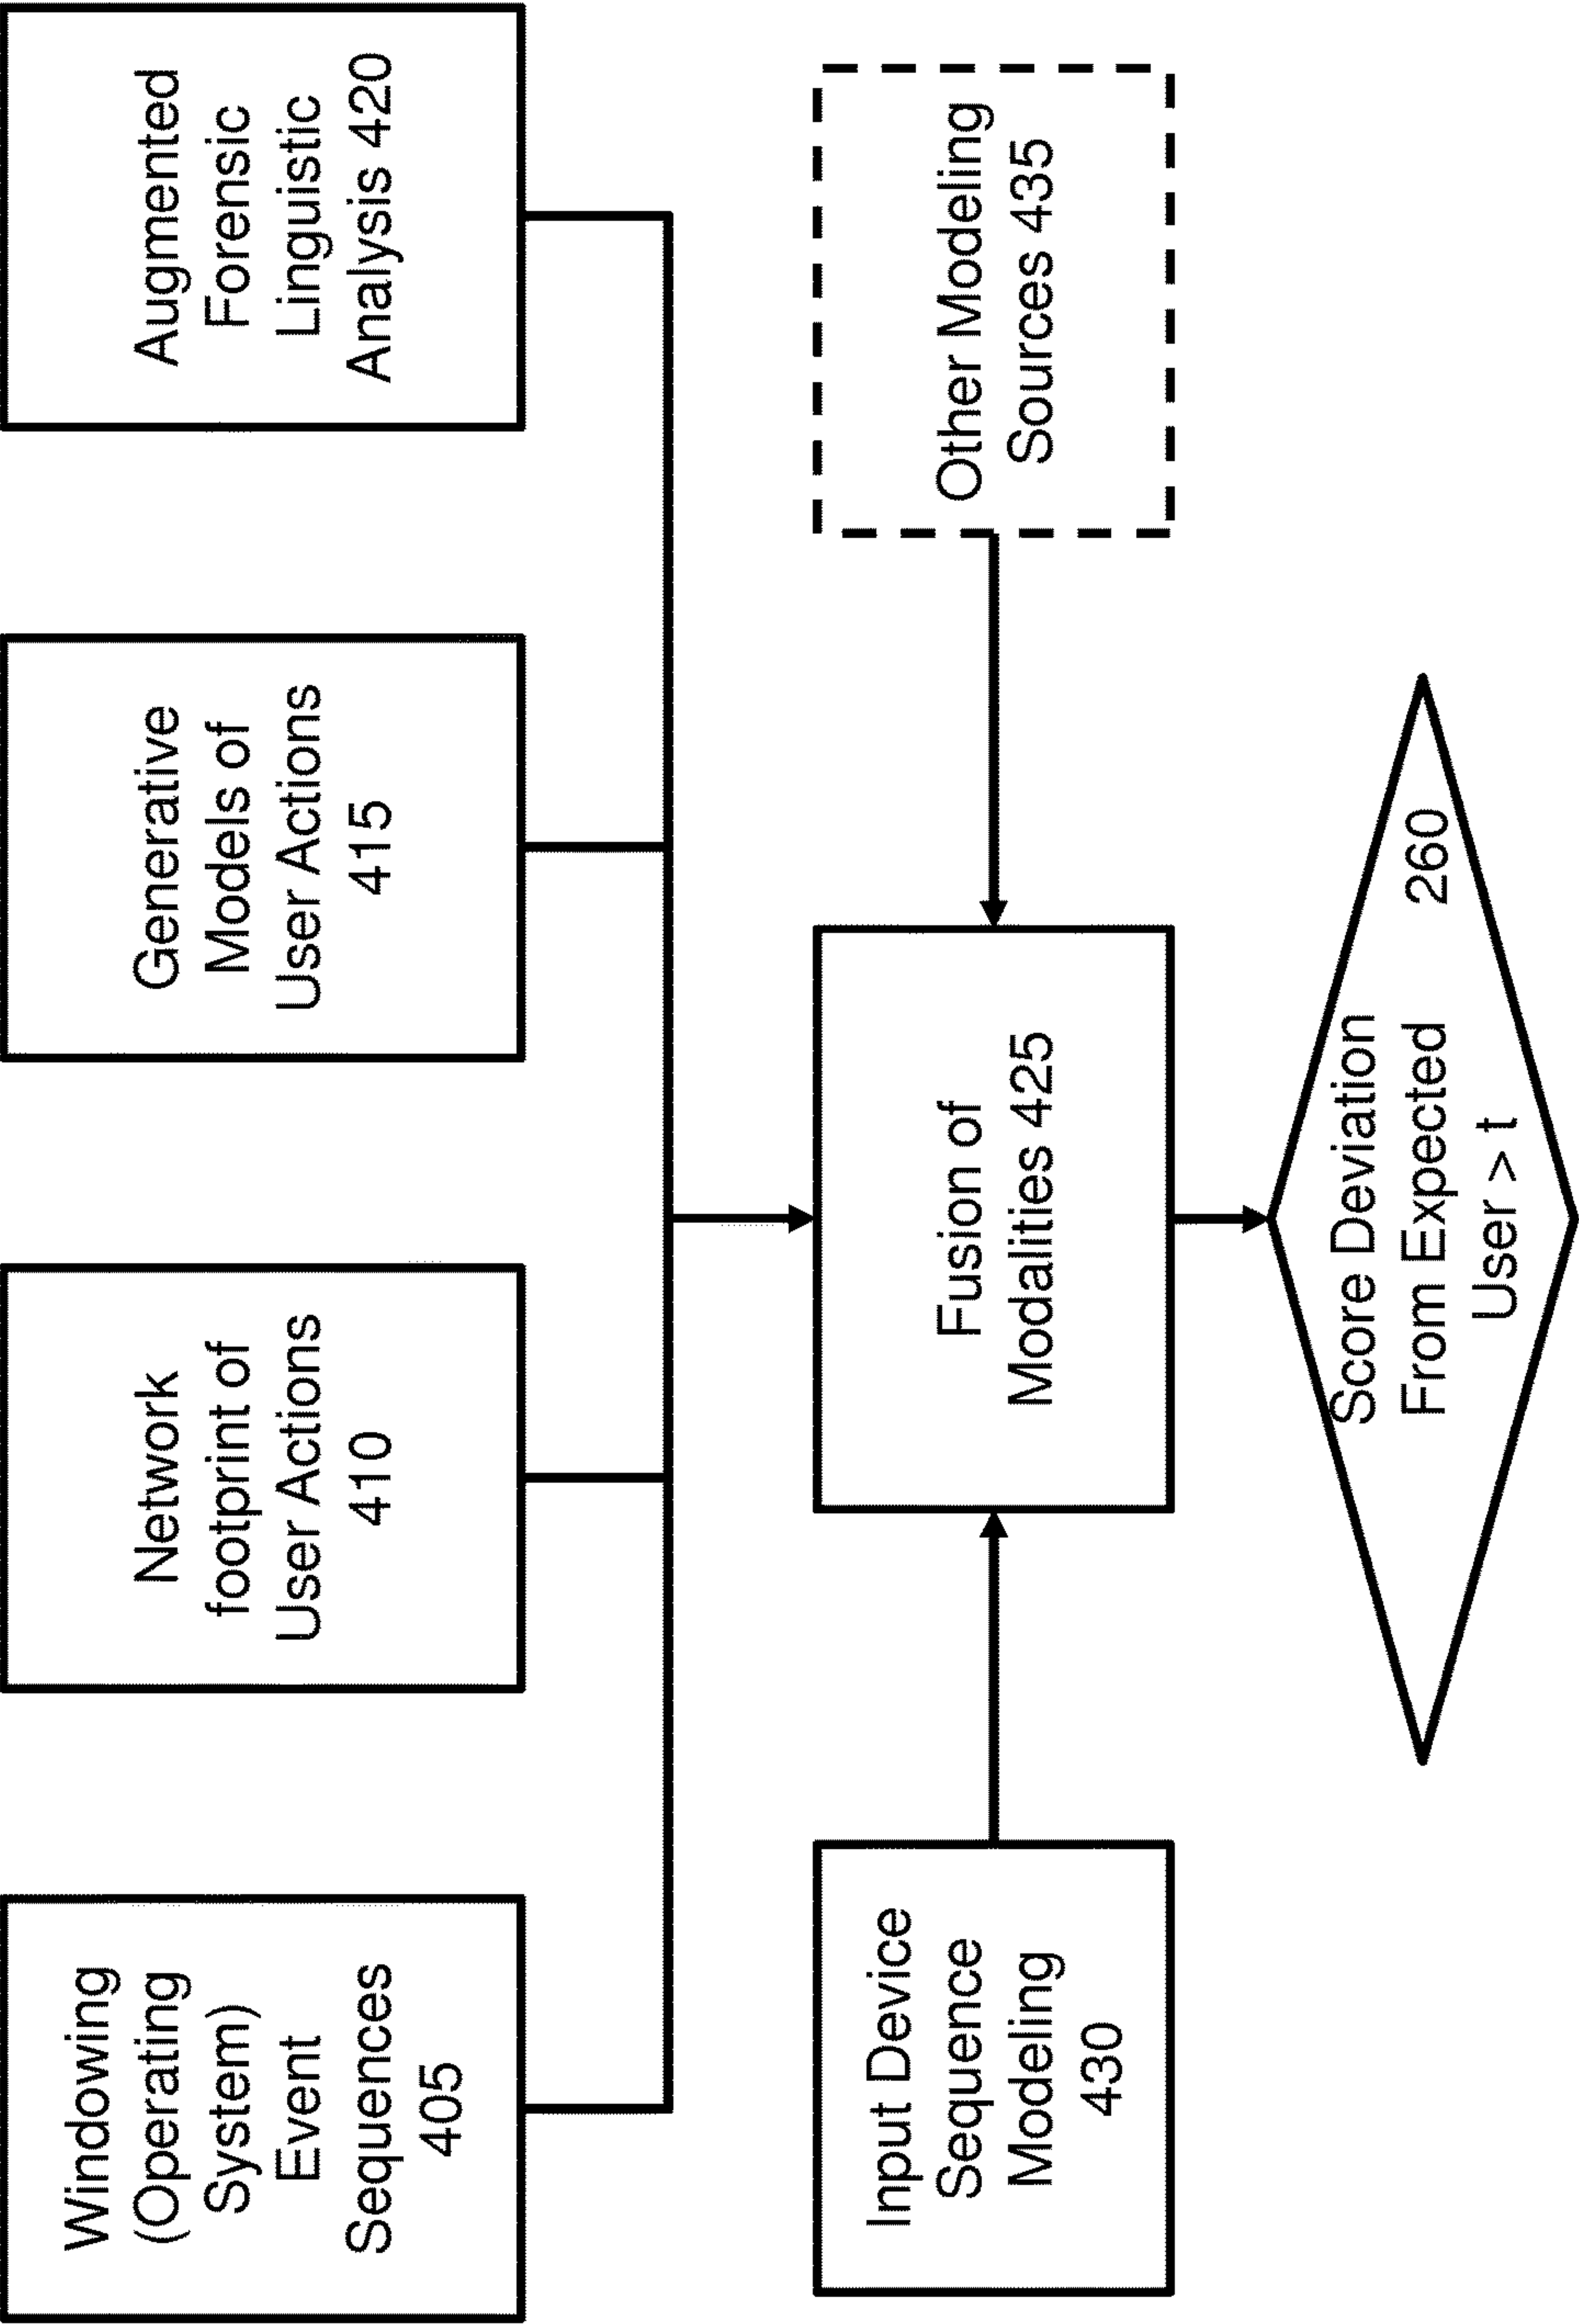 Windowing
(Operating
System)
Event
Sequences
405
Network
footprint of
User Actions
410
Generative
Models of
User Actions
415
Augmented
Forensic
Linguistic
Analysis 420
Input Device
Sequence
Modeling
430
Fusion of
Modalities 425
Other Modeling
Sources 435
Score Deviation
From Expected 260
User > t